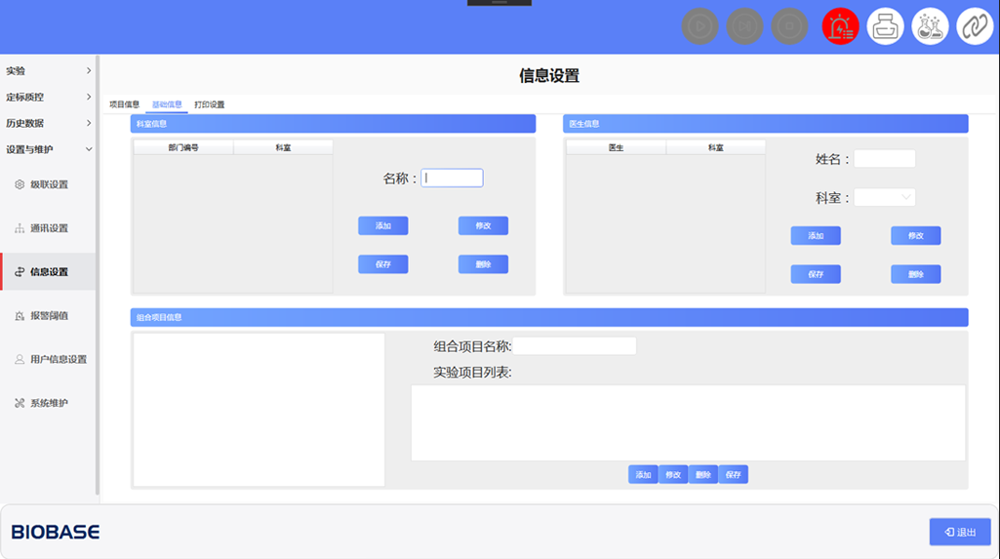 信息设置
实验
定标质控
历史数据
设置与维护
级联设置
通讯设置
信息设置
报警阈值
用户信息设置
系统维护
项目信息 基础信息 打印设置
科室信息
部门编号 科室
名称：
添加 修改
保存 删除
医生信息
医生 科室
姓名：
科室：
添加 修改
保存 删除
组合项目信息
组合项目名称:
实验项目列表:
添加 修改 删除 保存
BIOBASE
退出